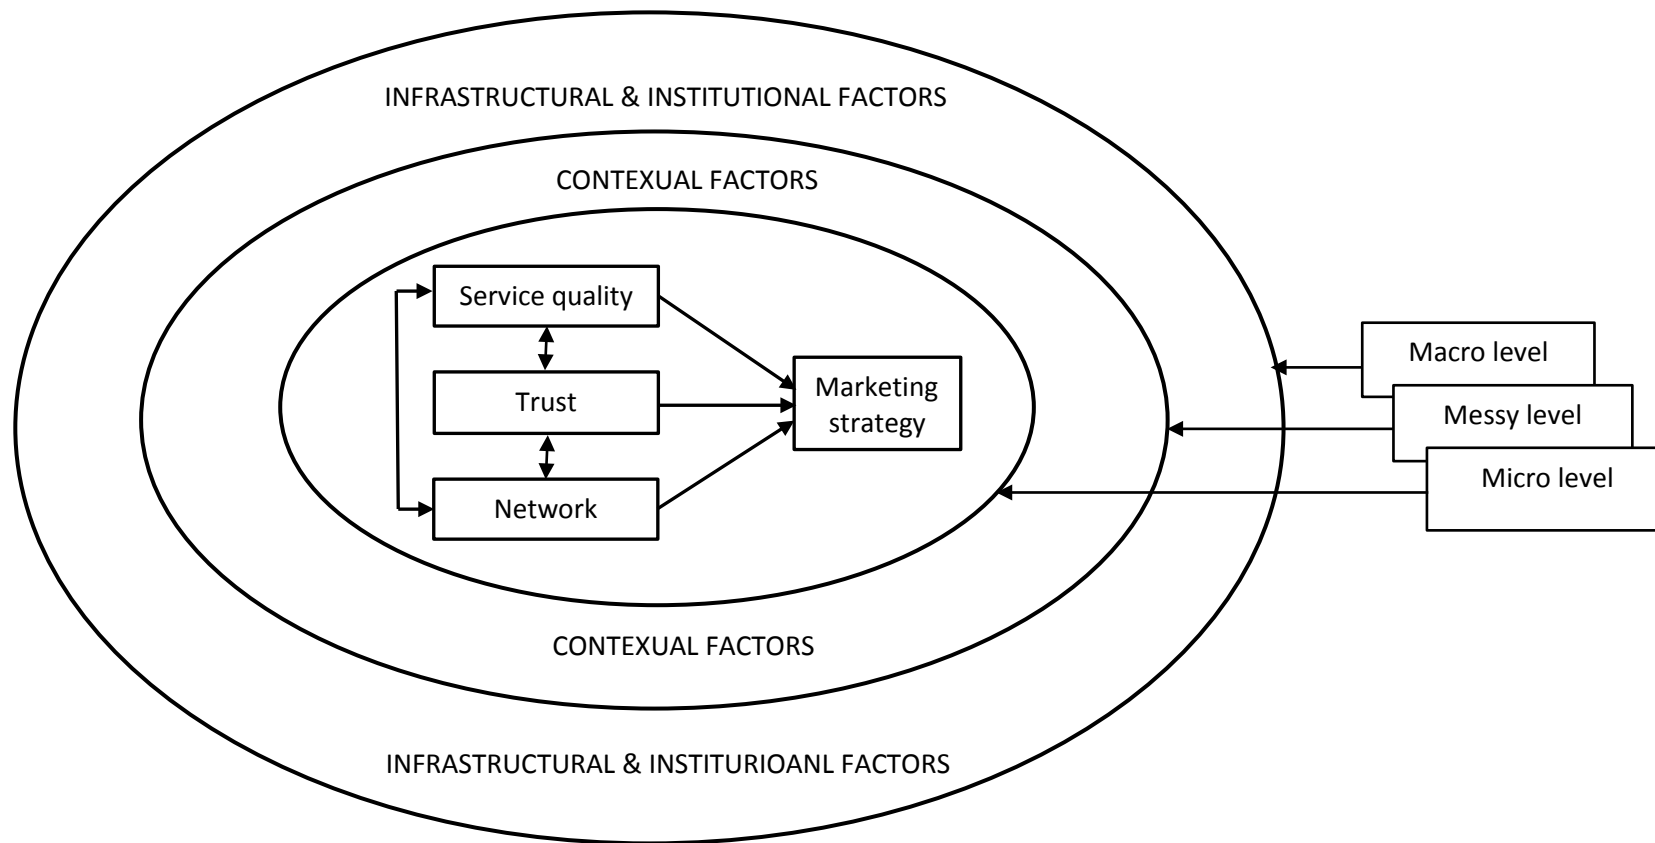 INFRASTRUCTURAL & INSTITUTIONAL FACTORS
CONTEXUAL FACTORS
Service quality
Trust
Network
Marketing
strategy
Macro level
Messy level
Micro level
CONTEXUAL FACTORS
INFRASTRUCTURAL & INSTITURIOANL FACTORS